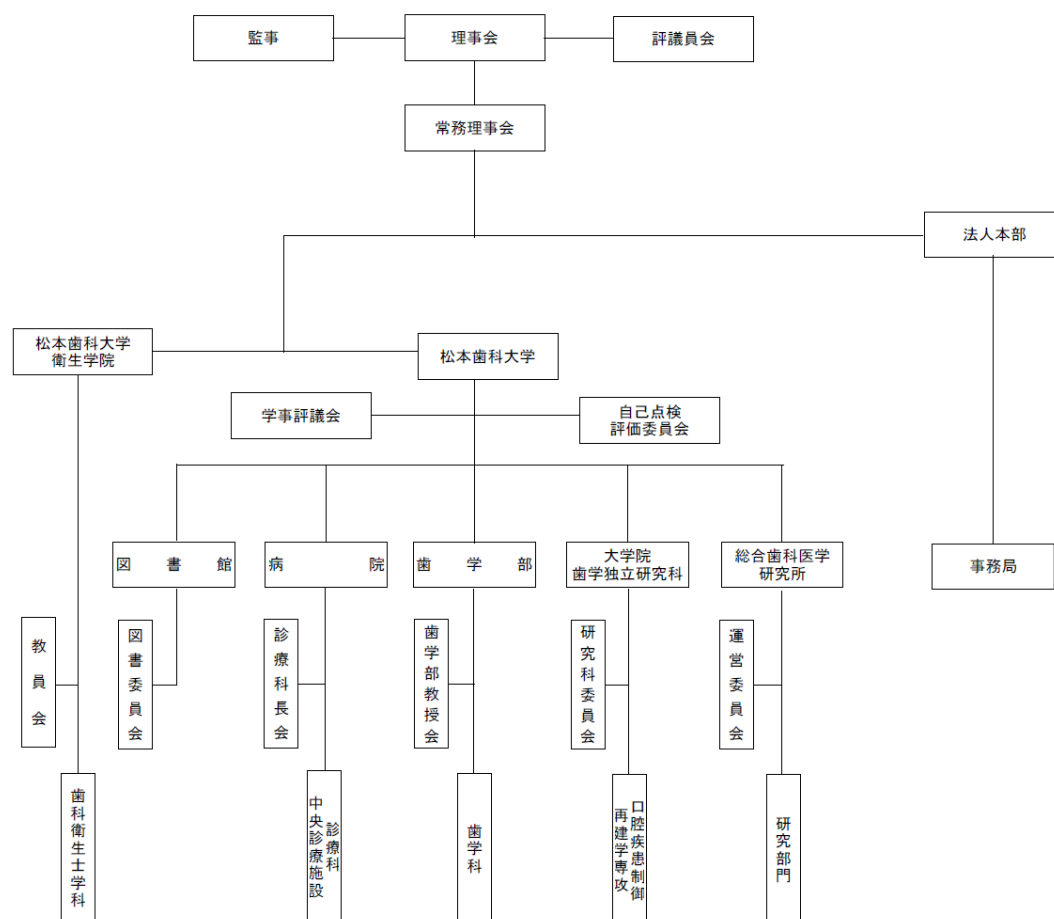 監事
理事会
評議員会
常務理事会
法人本部
松本歯科大学
衛生学院
松本歯科大学
学事評議会
自己点検
評価委員会
図書館
病院
歯学部
大学院
歯学独立研究科
総合歯科医学
研究所
事務局
教員会
図書委員会
診療科長会
歯学部教授会
研究科委員会
運営委員会
歯科衛生士学科
診療科
中央診療施設
歯学科
口腔疾患制御
再建学専攻
研究部門